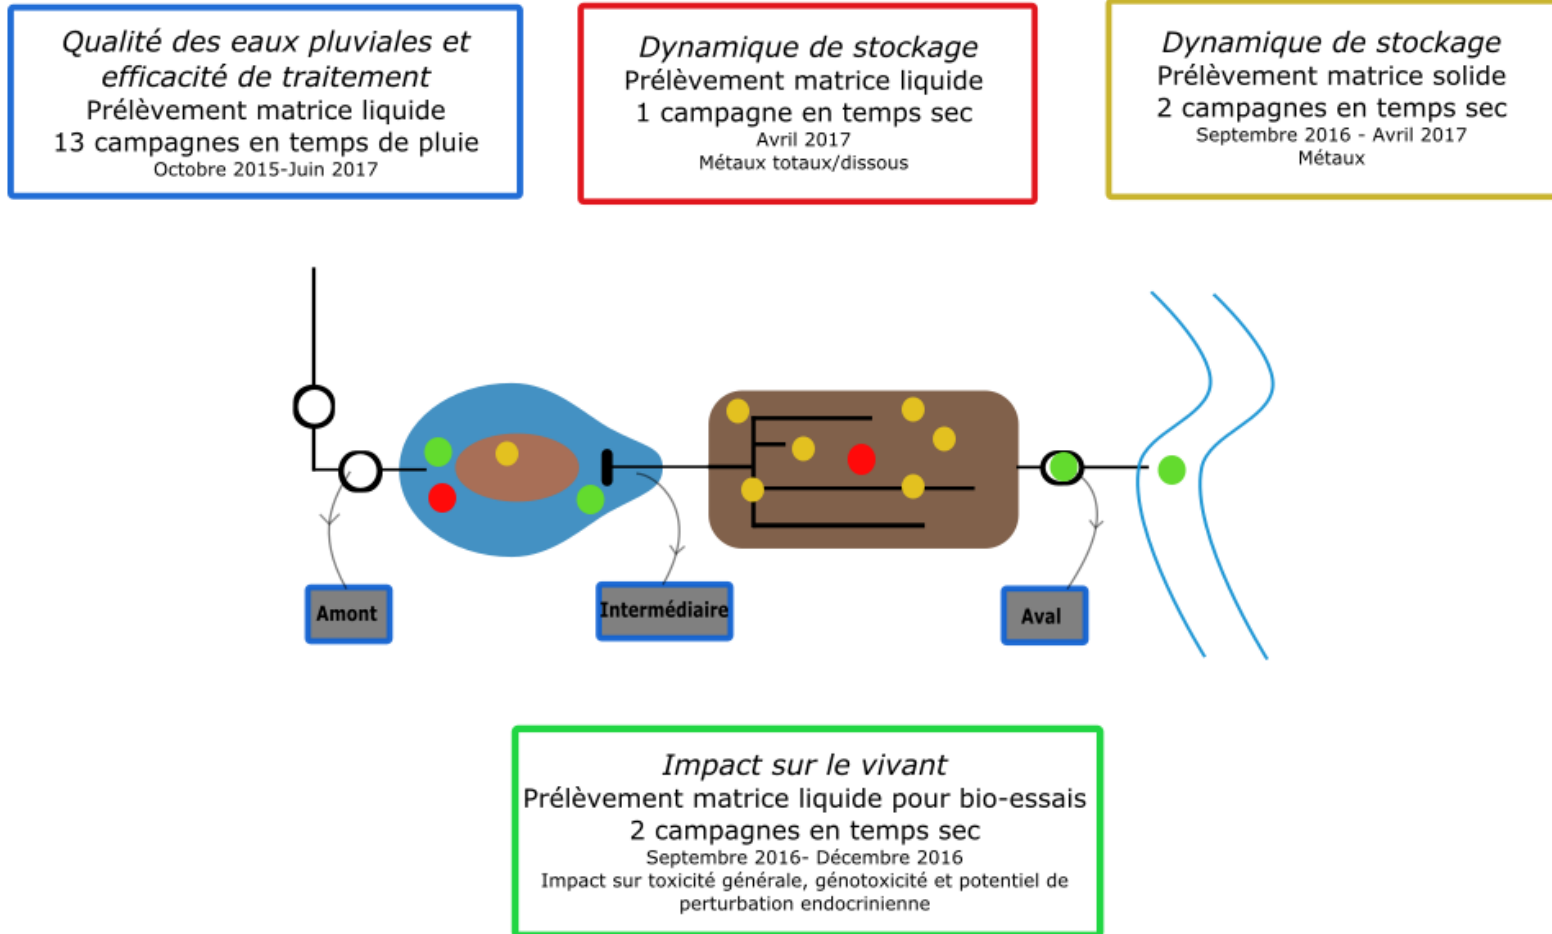 Qualité des eaux pluviales et
efficacité de traitement
Prélèvement matrice liquide
13 campagnes en temps de pluie
Octobre 2015-Juin 2017
Dynamique de stockage
Prélèvement matrice liquide
1 campagne en temps sec
Avril 2017
Métaux totaux/dissous
Dynamique de stockage
Prélèvement matrice solide
2 campagnes en temps sec
Septembre 2016 - Avril 2017
Métaux
Amont
Intermédiaire
Aval
Impact sur le vivant
Prélèvement matrice liquide pour bio-essais
2 campagnes en temps sec
Septembre 2016- Décembre 2016
Impact sur toxicité générale, génotoxicité et potentiel de
perturbation endocrinienne